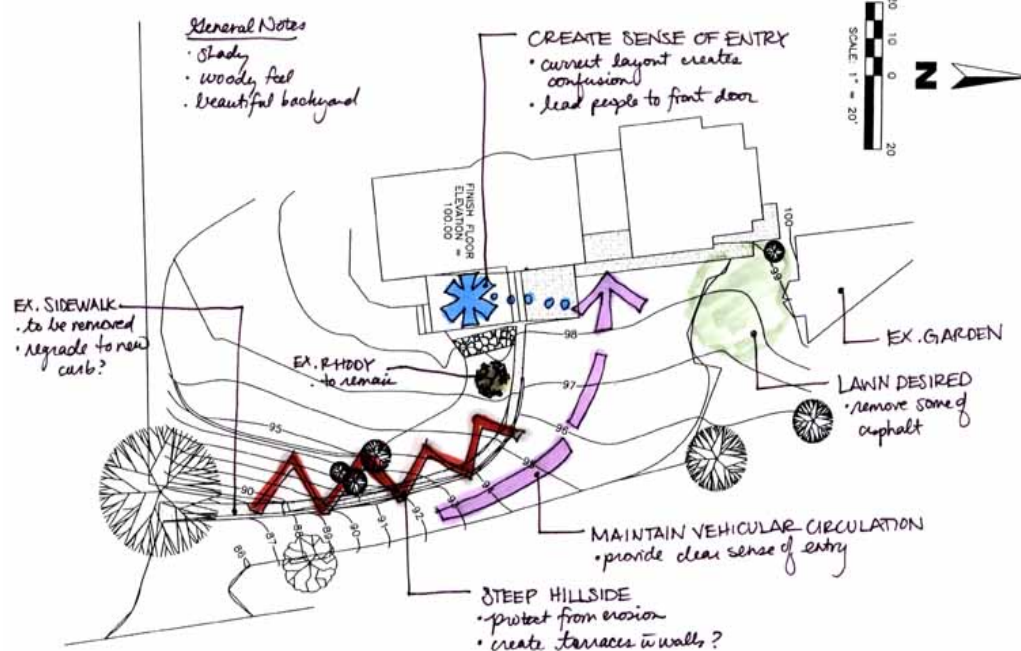 General Notes
• shady
• woody feel
• beautiful backyard
CREATE SENSE OF ENTRY
• current layout creates
confusion
• lead people to front door
20
10
0
20
SCALE: 1" = 20'
N
FINISH FLOOR
ELEVATION =
100.00
100
99
98
97
96
95
95
94
92
91
90
90
89
88
87
86
EX. SIDEWALK
• to be removed
• regrade to new
curb?
EX. RHODY
• to remain
EX. GARDEN
LAWN DESIRED
• remove some of
asphalt
MAINTAIN VEHICULAR CIRCULATION
• provide clear sense of entry
STEEP HILLSIDE
• protect from erosion
• create terraces w walls?